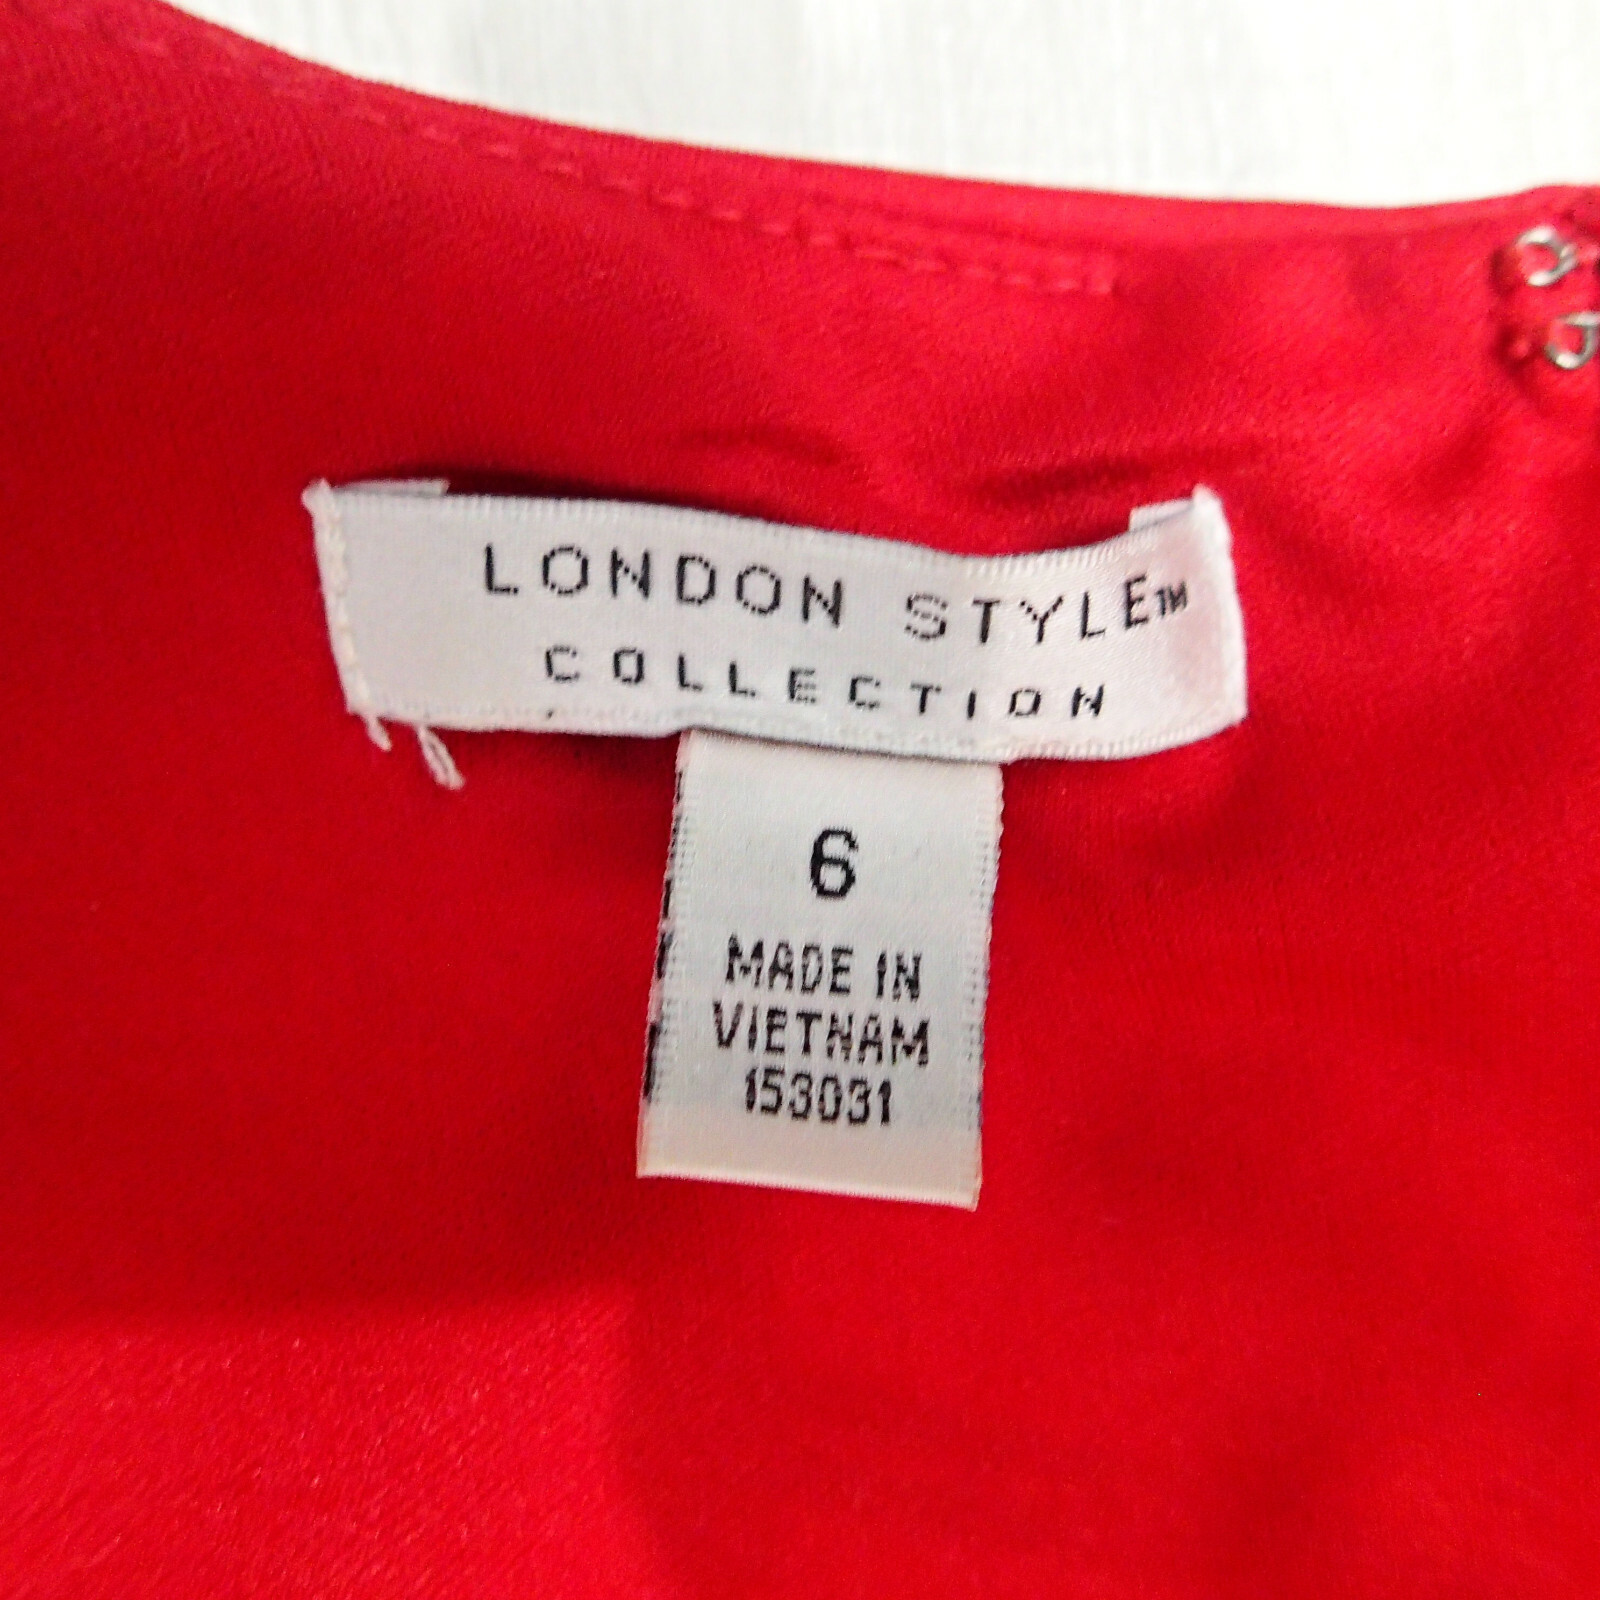 LONDON STYLE™
COLLECTION
6
MADE IN
VIETNAM
153031